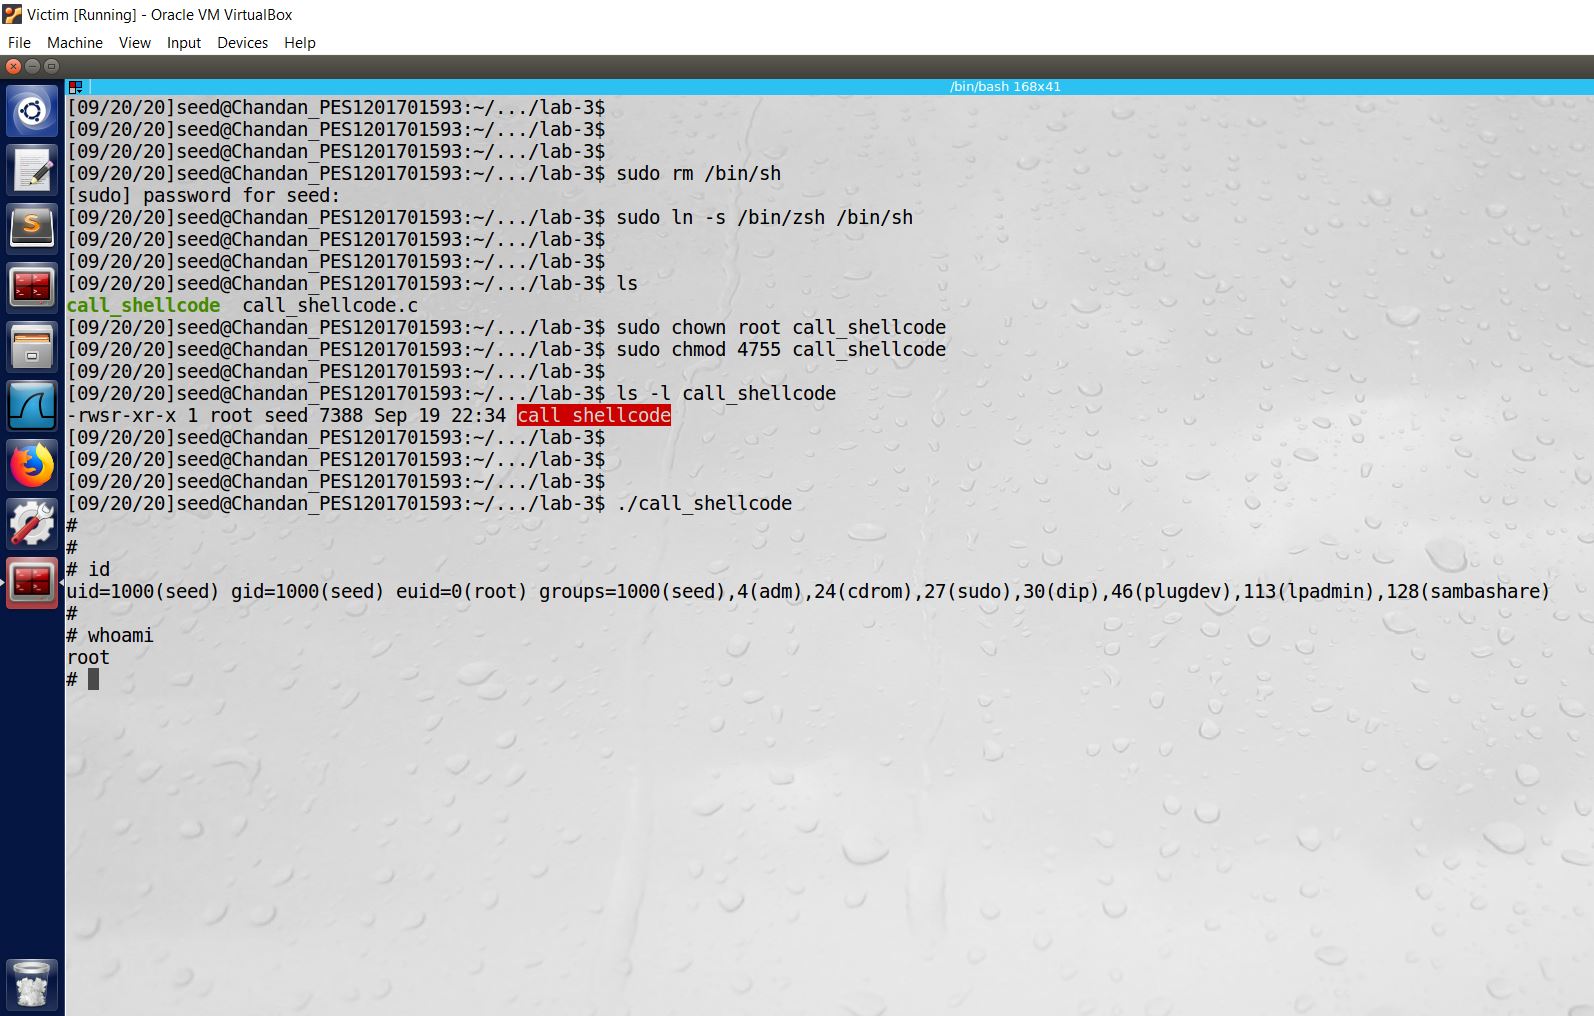 Victim [Running] - Oracle VM VirtualBox
File Machine View Input Devices Help
/bin/bash 168x41
[09/20/20]seed@Chandan_PES1201701593:~/.../lab-3$
[09/20/20]seed@Chandan_PES1201701593:~/.../lab-3$
[09/20/20]seed@Chandan_PES1201701593:~/.../lab-3$
[09/20/20]seed@Chandan_PES1201701593:~/.../lab-3$ sudo rm /bin/sh
[sudo] password for seed:
[09/20/20]seed@Chandan_PES1201701593:~/.../lab-3$ sudo ln -s /bin/zsh /bin/sh
[09/20/20]seed@Chandan_PES1201701593:~/.../lab-3$
[09/20/20]seed@Chandan_PES1201701593:~/.../lab-3$
[09/20/20]seed@Chandan_PES1201701593:~/.../lab-3$ ls
call_shellcode  call_shellcode.c
[09/20/20]seed@Chandan_PES1201701593:~/.../lab-3$ sudo chown root call_shellcode
[09/20/20]seed@Chandan_PES1201701593:~/.../lab-3$ sudo chmod 4755 call_shellcode
[09/20/20]seed@Chandan_PES1201701593:~/.../lab-3$
[09/20/20]seed@Chandan_PES1201701593:~/.../lab-3$ ls -l call_shellcode
-rwsr-xr-x 1 root seed 7388 Sep 19 22:34 call_shellcode
[09/20/20]seed@Chandan_PES1201701593:~/.../lab-3$
[09/20/20]seed@Chandan_PES1201701593:~/.../lab-3$
[09/20/20]seed@Chandan_PES1201701593:~/.../lab-3$
[09/20/20]seed@Chandan_PES1201701593:~/.../lab-3$ ./call_shellcode
#
#
# id
uid=1000(seed) gid=1000(seed) euid=0(root) groups=1000(seed),4(adm),24(cdrom),27(sudo),30(dip),46(plugdev),113(lpadmin),128(sambashare)
#
# whoami
root
#